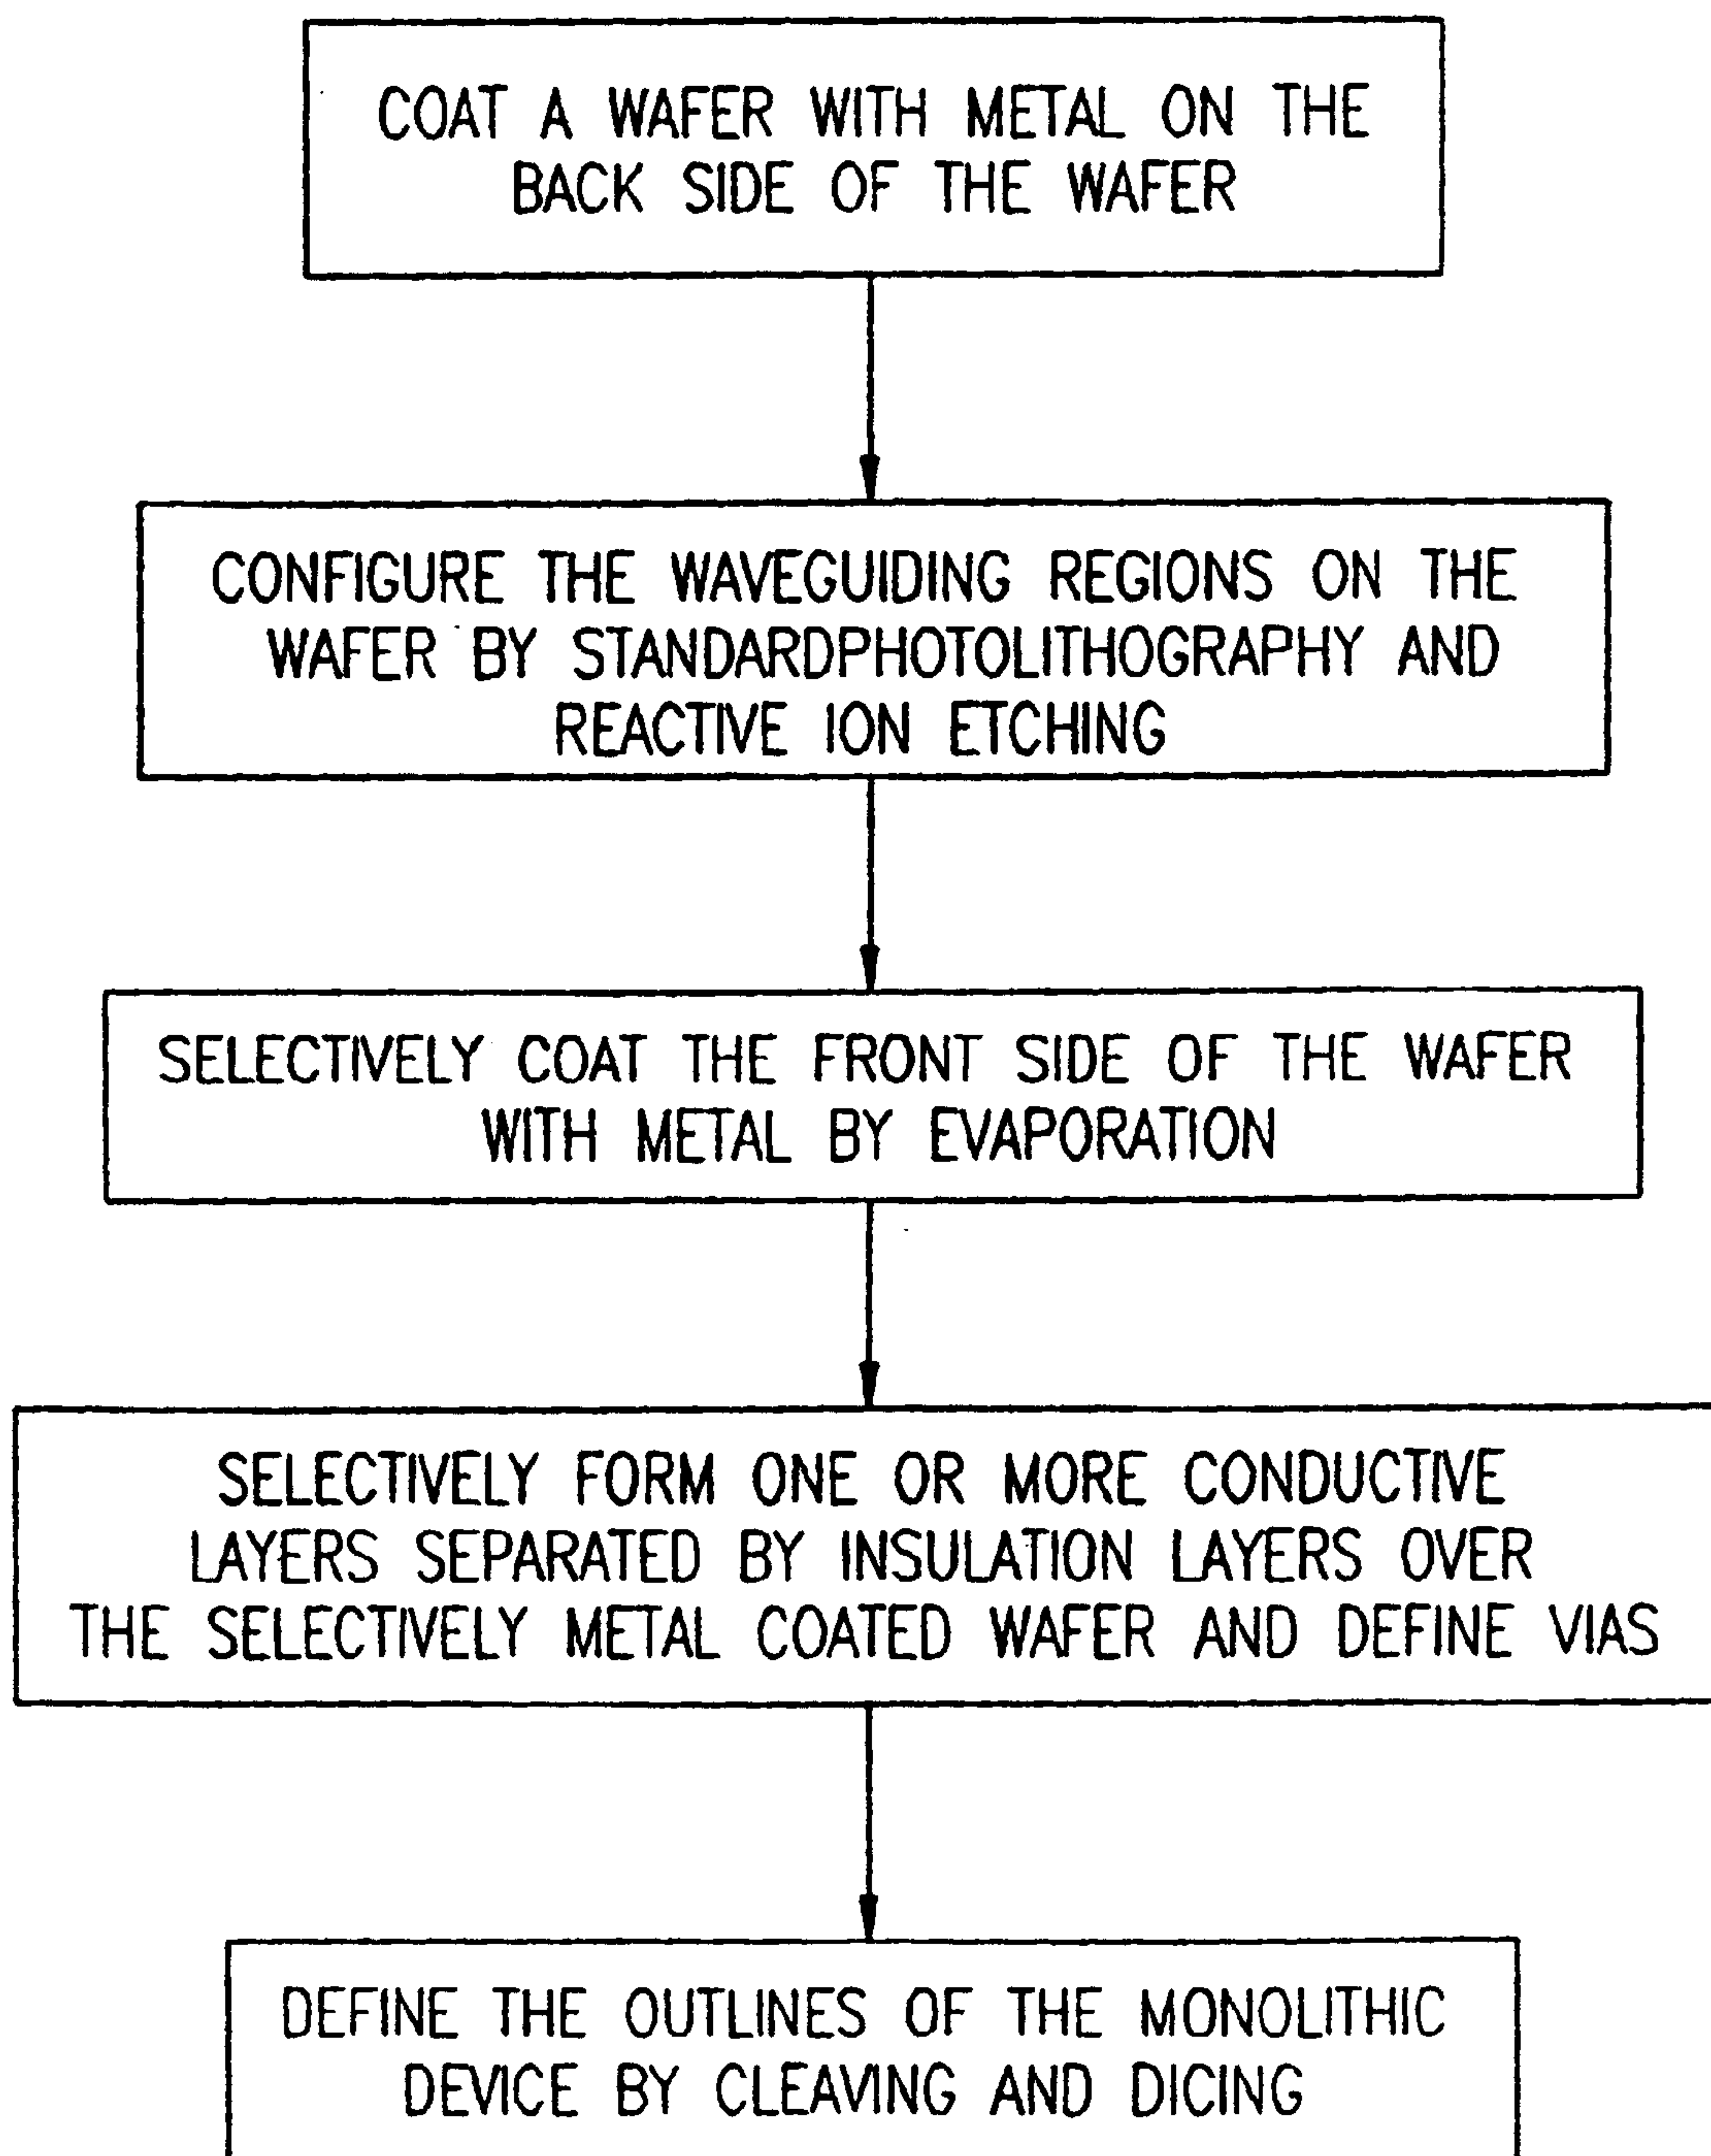 COAT A WAFER WITH METAL ON THE
BACK SIDE OF THE WAFER
CONFIGURE THE WAVEGUIDING REGIONS ON THE
WAFER BY STANDARDPHOTOLITHOGRAPHY AND
REACTIVE ION ETCHING
SELECTIVELY COAT THE FRONT SIDE OF THE WAFER
WITH METAL BY EVAPORATION
SELECTIVELY FORM ONE OR MORE CONDUCTIVE
LAYERS SEPARATED BY INSULATION LAYERS OVER
THE SELECTIVELY METAL COATED WAFER AND DEFINE VIAS
DEFINE THE OUTLINES OF THE MONOLITHIC
DEVICE BY CLEAVING AND DICING